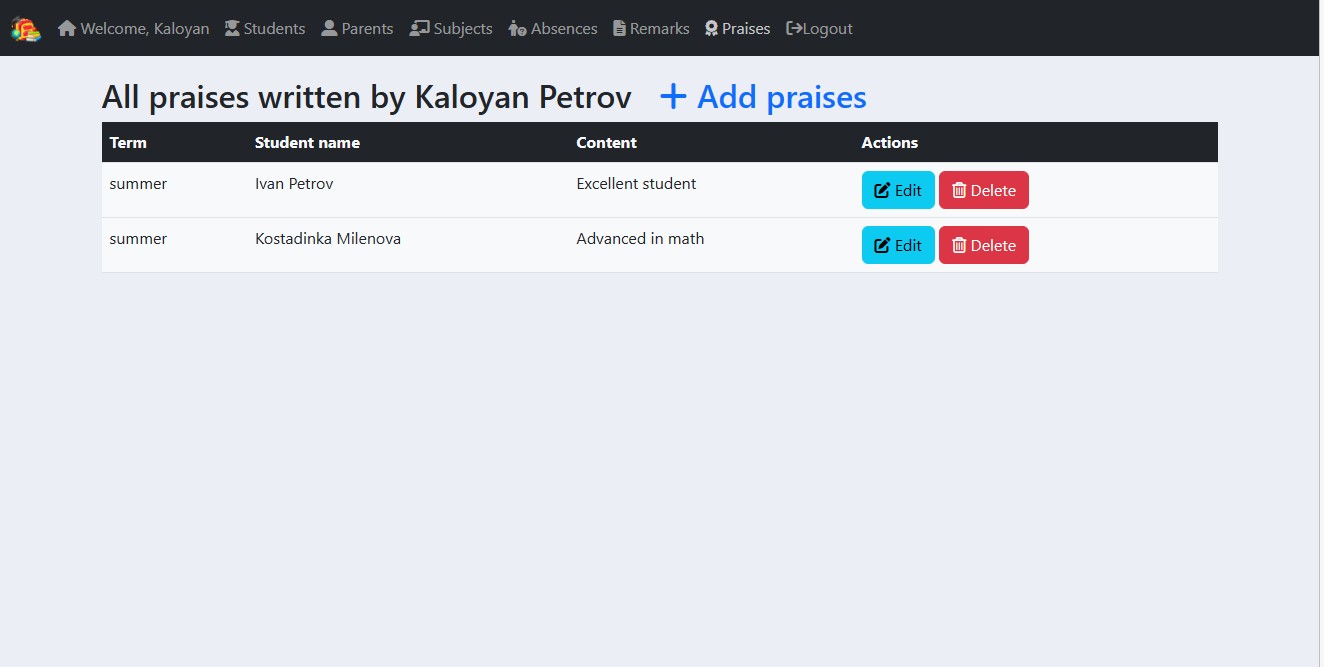 Welcome, Kaloyan Students Parents Subjects Absences Remarks Praises Logout
All praises written by Kaloyan Petrov + Add praises
Term Student name Content Actions
summer Ivan Petrov Excellent student Edit Delete
summer Kostadinka Milenova Advanced in math Edit Delete